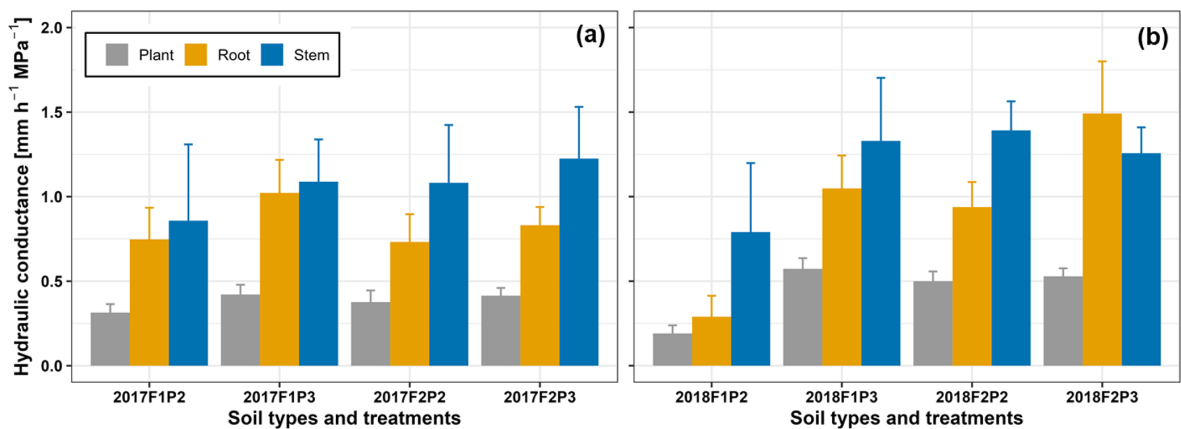 Hydraulic conductance [mm h⁻¹ MPa⁻¹]
2.0
1.5
1.0
0.5
0.0
Plant Root Stem
(a)
(b)
2017F1P2 2017F1P3 2017F2P2 2017F2P3
2018F1P2 2018F1P3 2018F2P2 2018F2P3
Soil types and treatments
Soil types and treatments